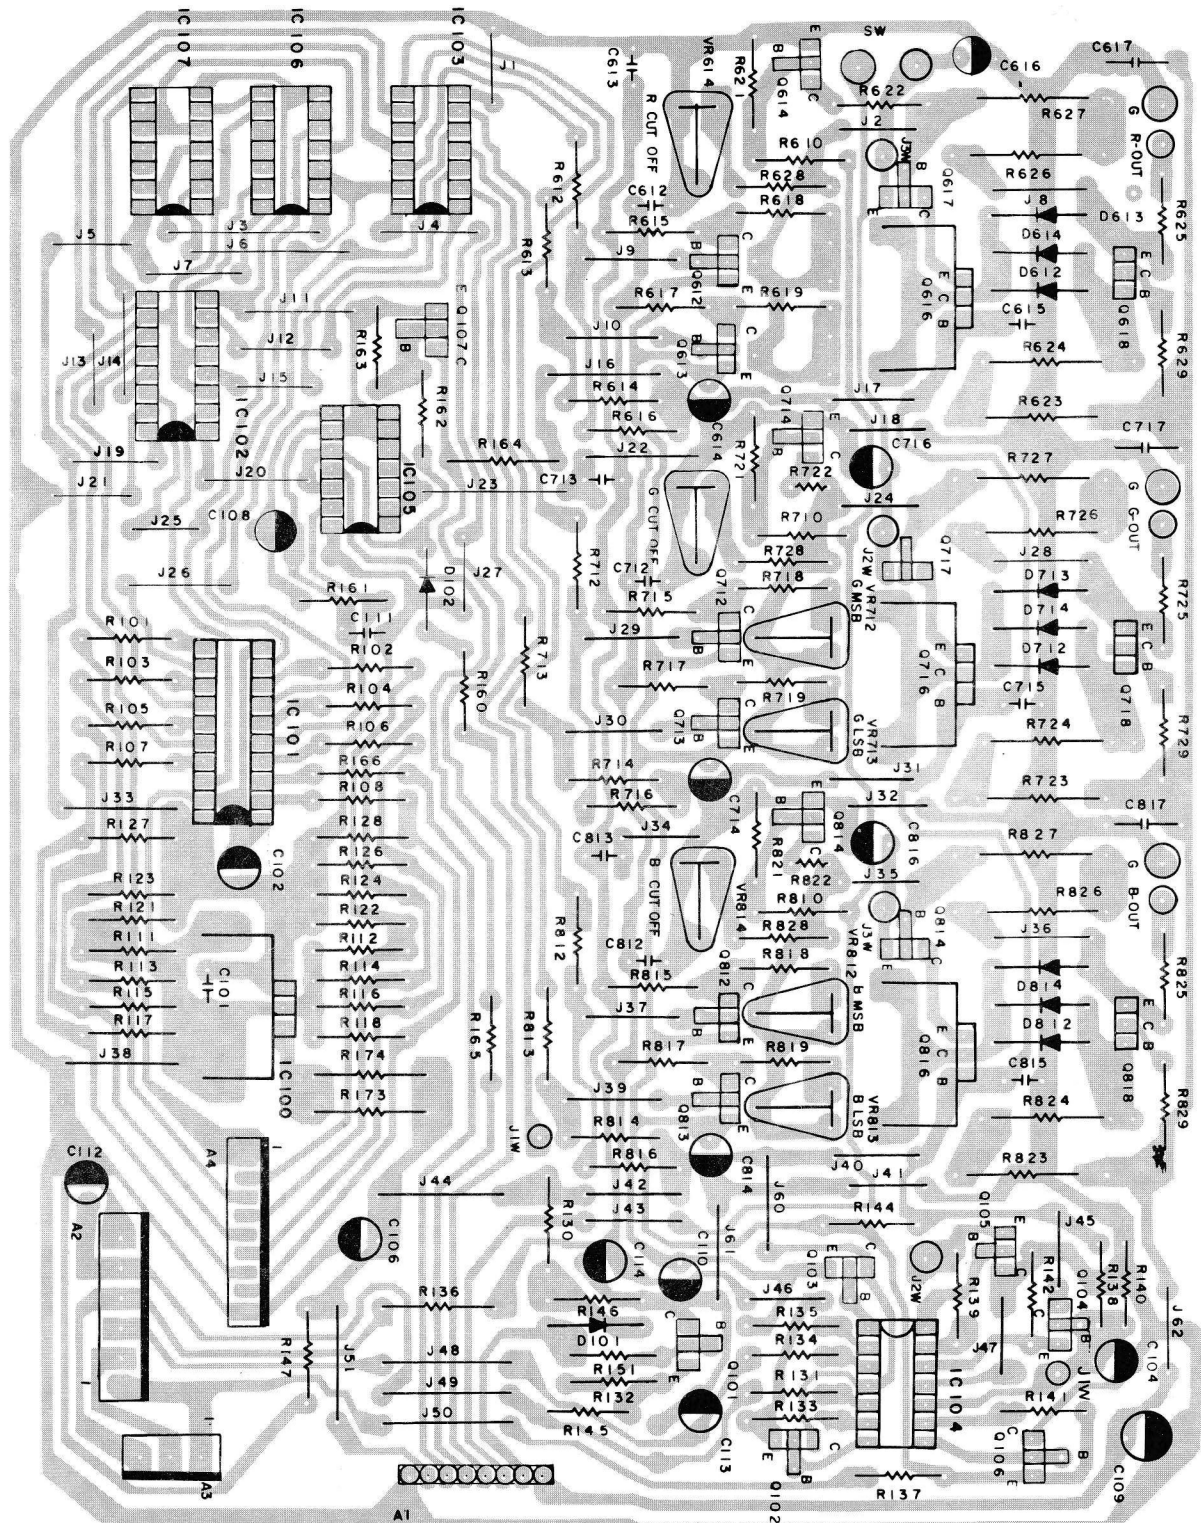 IC107
IC106
IC103
J1
C613
VR614
R CUT OFF
R621
E
B
C
Q614
SW
R622
J2
C616
R627
C617
G
R-OUT
R610
J3W
B
E
C
Q617
R626
J8
D613
R625
R612
C612
R628
R618
R615
J5
J3
J6
J4
J7
R613
J9
B
C
E
Q612
D614
D612
E
C
B
Q618
R617
R619
E
C
B
Q616
C615
J11
J12
J13
J14
J15
R163
E
Q107
C
B
J10
Q613
B
C
E
R624
R629
J16
R614
R616
R162
J17
J18
R623
C614
Q714
E
B
C
C716
C717
IC102
IC105
R164
J22
R721
R722
R727
J19
J20
J21
J23
C713
G CUT OFF
J24
G
G-OUT
J25
C108
R710
J2W
Q717
R726
J26
D102
J27
R712
C712
R728
R718
J28
D713
R725
R161
R715
Q712
VR712
G MSB
D714
R101
C111
J29
B
C
E
E
C
B
Q718
R102
R713
D712
R103
R104
R160
R717
R719
Q716
E
C
B
C715
R105
IC101
R106
J30
Q713
B
C
E
VR713
G LSB
R724
R729
R107
R166
R714
J31
R108
R716
C714
J32
R723
J33
E
B
C
Q814
R127
R128
J34
C816
C817
R126
C813
R821
R822
R827
C102
B CUT OFF
VR814
J35
G
B-OUT
R123
R124
R810
R826
R121
R122
R828
J3W
B
E
C
Q814
J36
R111
R112
R812
C812
R818
VR812
B MSB
R113
R114
R815
Q812
R825
C101
R115
R116
J37
B
C
E
D814
R117
R118
R165
R813
D812
E
C
B
Q818
J38
R174
R817
R819
Q816
E
C
B
C815
IC100
R173
J39
Q813
B
C
E
VR813
B LSB
R824
R829
J1W
R814
C112
A4
R816
C814
J40
J41
R823
J44
J42
J60
R144
Q105
E
B
C
J45
A2
C106
R130
J43
C114
C110
J61
Q103
C
B
E
J2W
R139
R142
Q104
R138
R140
R136
R146
J46
J62
D101
C
B
E
Q101
R135
R134
C
B
E
J47
C104
R147
J51
J48
R151
R131
IC104
J1W
J49
R132
R133
R141
J50
R145
C113
E
C
B
Q102
Q106
C
B
E
C109
R137
A3
A1